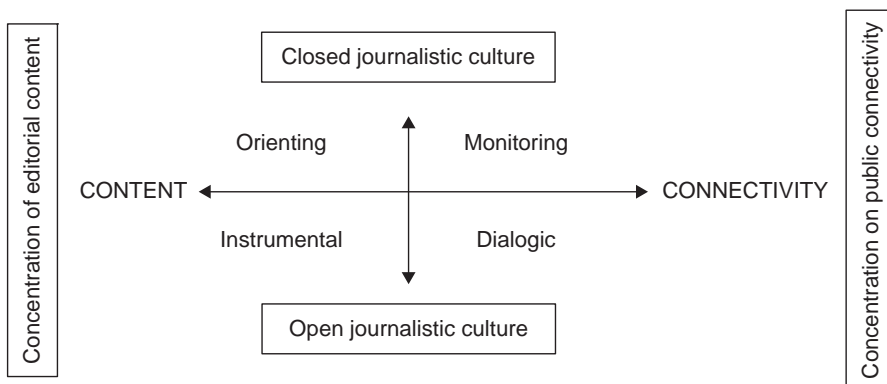 Concentration of editorial content
Closed journalistic culture
Orienting
Monitoring
CONTENT
CONNECTIVITY
Instrumental
Dialogic
Open journalistic culture
Concentration on public connectivity